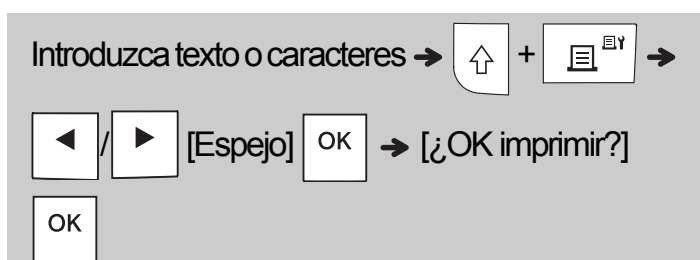 Introduzca texto o caracteres ➔ + ➔
◀/▶ [Espejo] OK ➔ [¿OK imprimir?]
OK